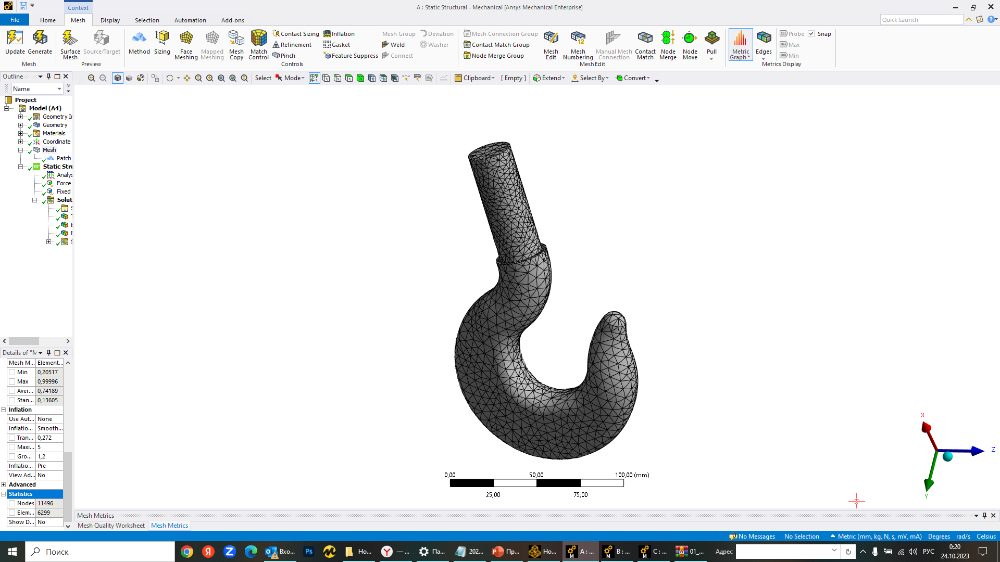 Context
A : Static Structural - Mechanical [Ansys Mechanical Enterprise]
File Home Mesh Display Selection Automation Add-ons
Quick Launch
Update Generate
Mesh
Surface Mesh Source/Target
Preview
Method Sizing Face Meshing Mapped Meshing Mesh Copy Match Control
Contact Sizing Inflation
Refinement Gasket
Pinch Feature Suppress
Controls
Mesh Group Deviation
Weld Washer
Connect
Mesh Connection Group
Contact Match Group
Node Merge Group
Mesh Edit Mesh Numbering Manual Mesh Connection Contact Match Node Merge Node Move Pull
Mesh Edit
Metric Graph Edges
Probe Snap
Max
Min
Metrics Display
Outline
Name
Select Mode Clipboard [ Empty ] Extend Select By Convert
Project
Model (A4)
Geometry Ir
Geometry
Materials
Coordinate
Mesh
Patch
Static Stru
Analys
Force
Fixed
Solut
Details of "M
Mesh M... Element...
Min 0,20517
Max 0,99996
Aver... 0,74189
Stan... 0,13605
Inflation
Use Aut... None
Inflatio... Smooth...
Tran... 0,272
Maxi... 5
Gro... 1,2
Inflatio... Pre
View Ad... No
Advanced
Statistics
Nodes 11496
Elem... 6299
Show D... No
0,00 50,00 100,00 (mm)
25,00 75,00
X
Z
Y
Mesh Metrics
Mesh Quality Worksheet Mesh Metrics
No Messages No Selection Metric (mm, kg, N, s, mV, mA) Degrees rad/s Celsius
Поиск
Вхо... Но... — ... Па... 202... Пр... Но... A : ... B : ... C : ... 01_...
Адрес
РУС
0:20
24.10.2023